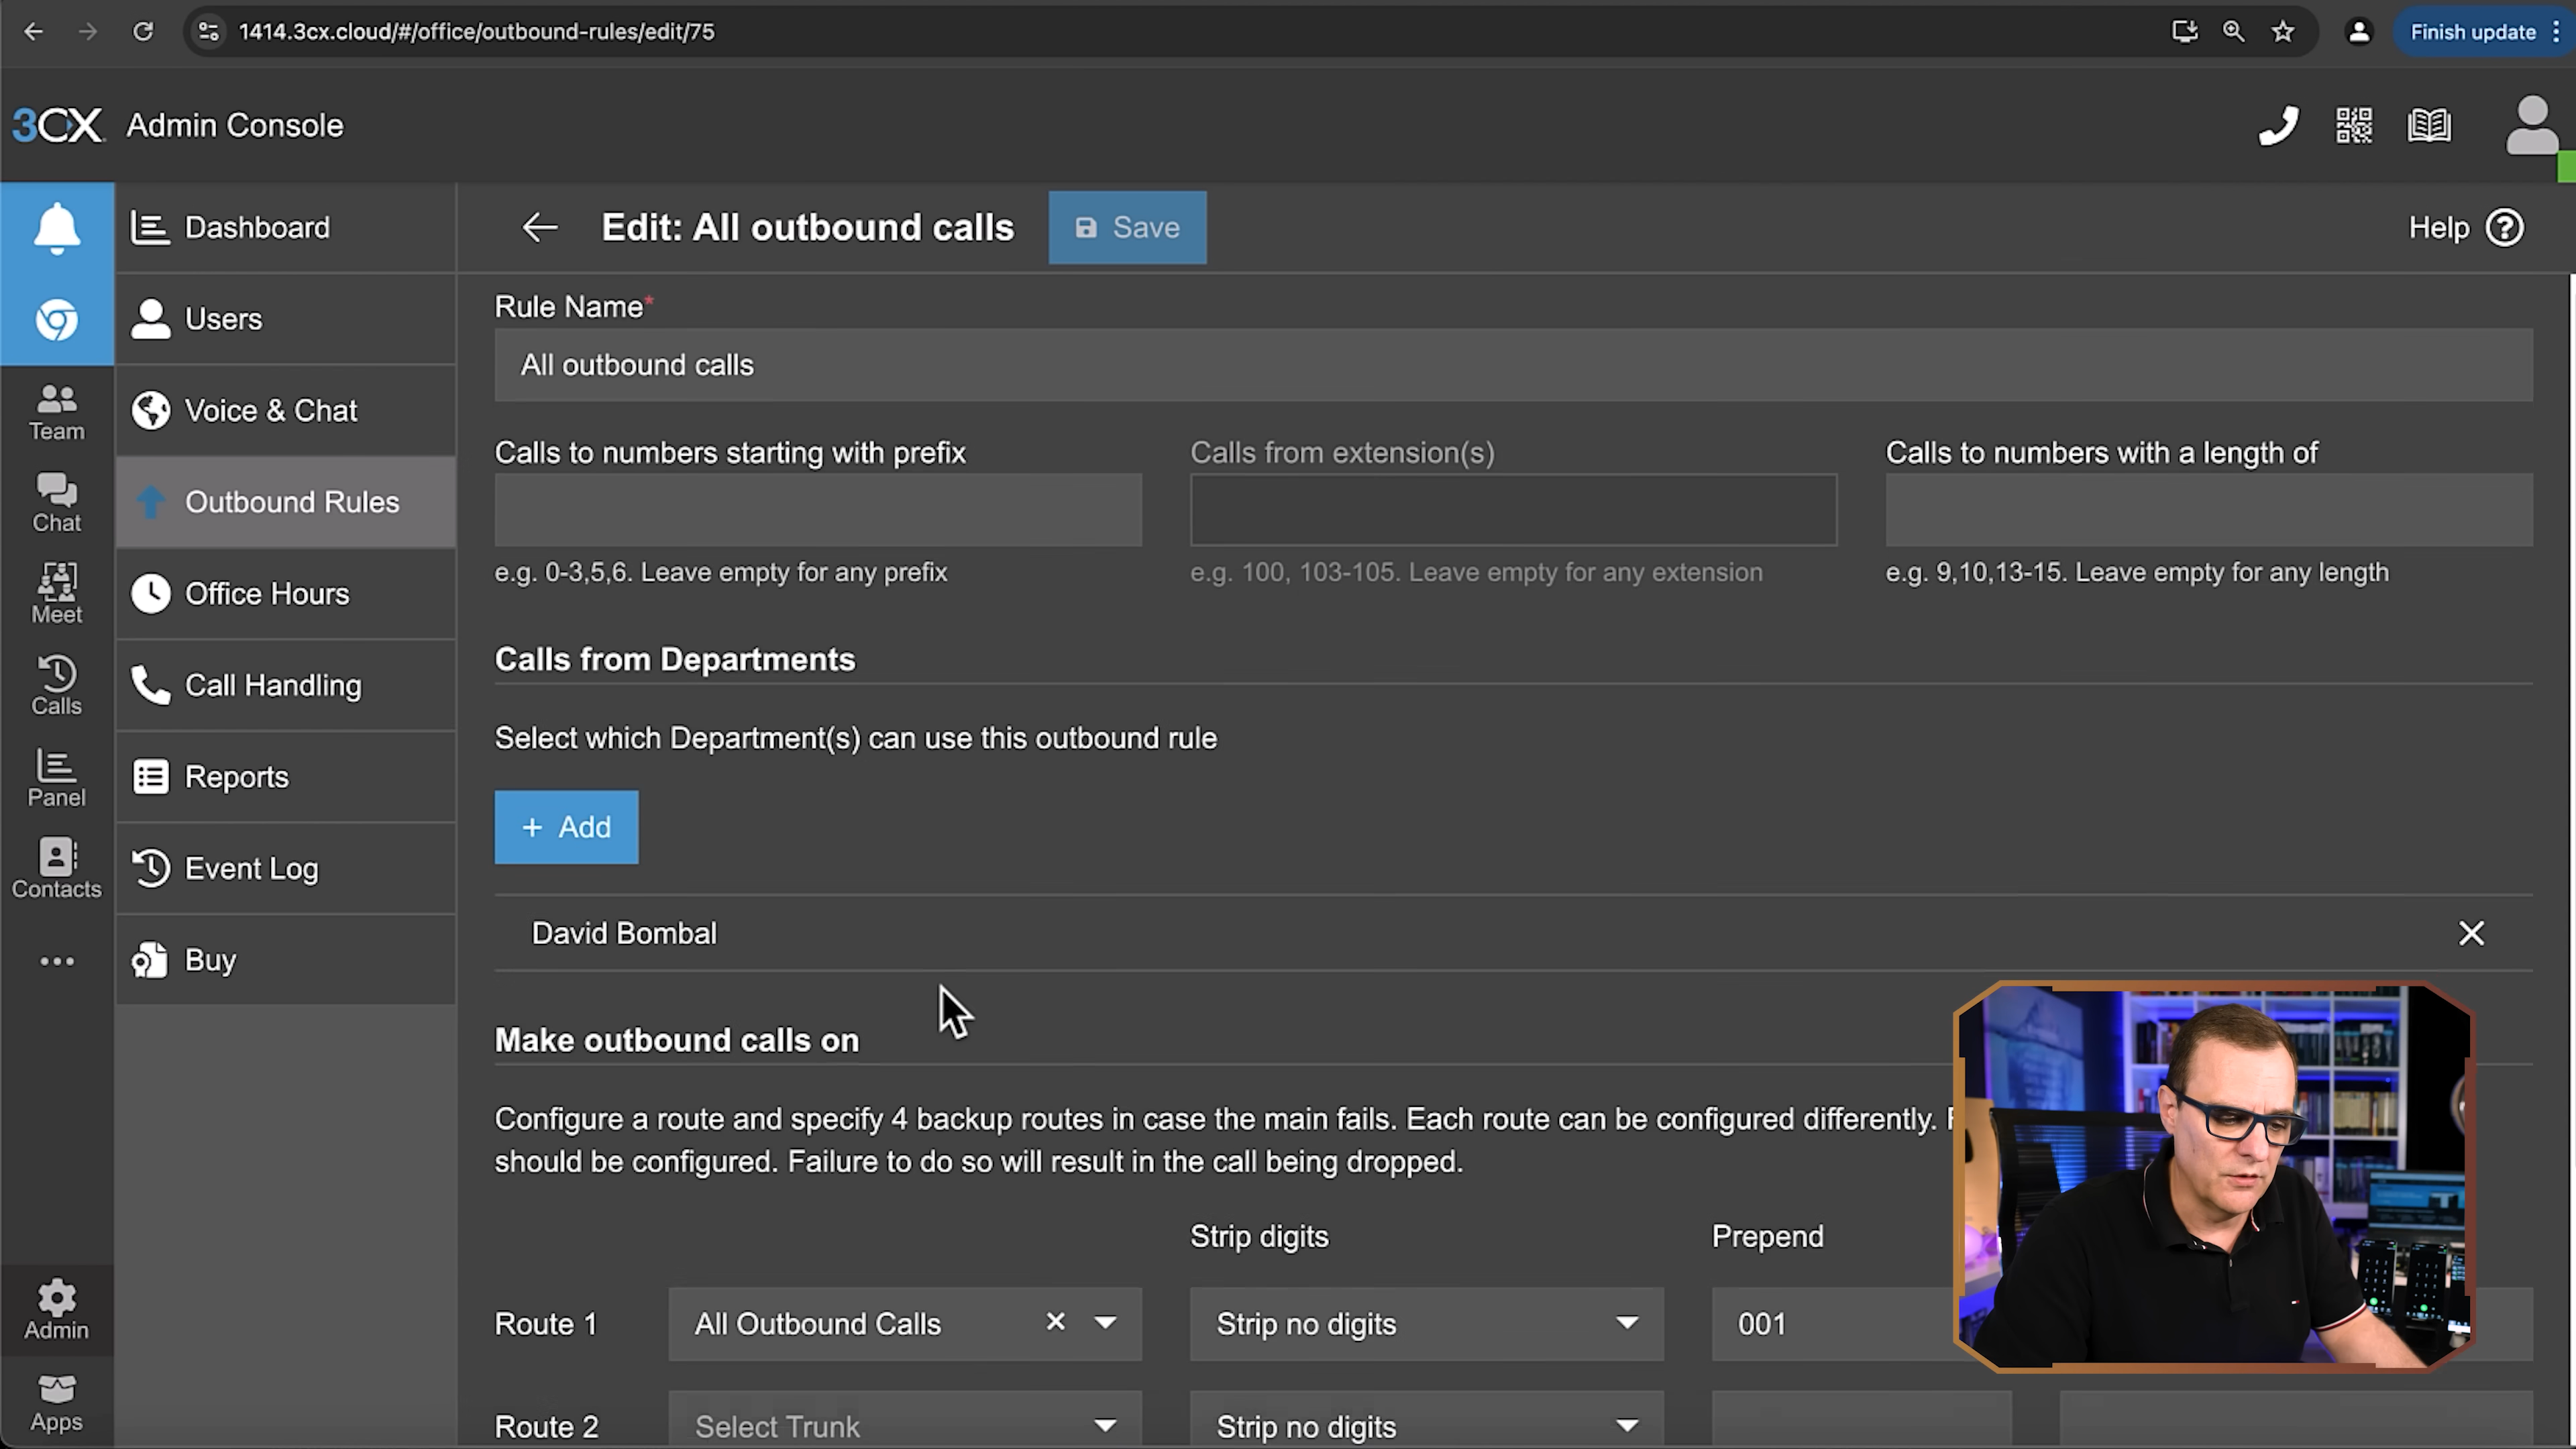 1414.3cx.cloud/#/office/outbound-rules/edit/75
Finish update
3CX Admin Console
Dashboard
Users
Voice & Chat
Outbound Rules
Office Hours
Call Handling
Reports
Event Log
Buy
Team
Chat
Meet
Calls
Panel
Contacts
Admin
Apps
Edit: All outbound calls
Save
Help
Rule Name*
All outbound calls
Calls to numbers starting with prefix
e.g. 0-3,5,6. Leave empty for any prefix
Calls from extension(s)
e.g. 100, 103-105. Leave empty for any extension
Calls to numbers with a length of
e.g. 9,10,13-15. Leave empty for any length
Calls from Departments
Select which Department(s) can use this outbound rule
+ Add
David Bombal
Make outbound calls on
Configure a route and specify 4 backup routes in case the main fails. Each route can be configured differently.
should be configured. Failure to do so will result in the call being dropped.
Strip digits
Prepend
Route 1
All Outbound Calls
Strip no digits
001
Route 2
Select Trunk
Strip no digits